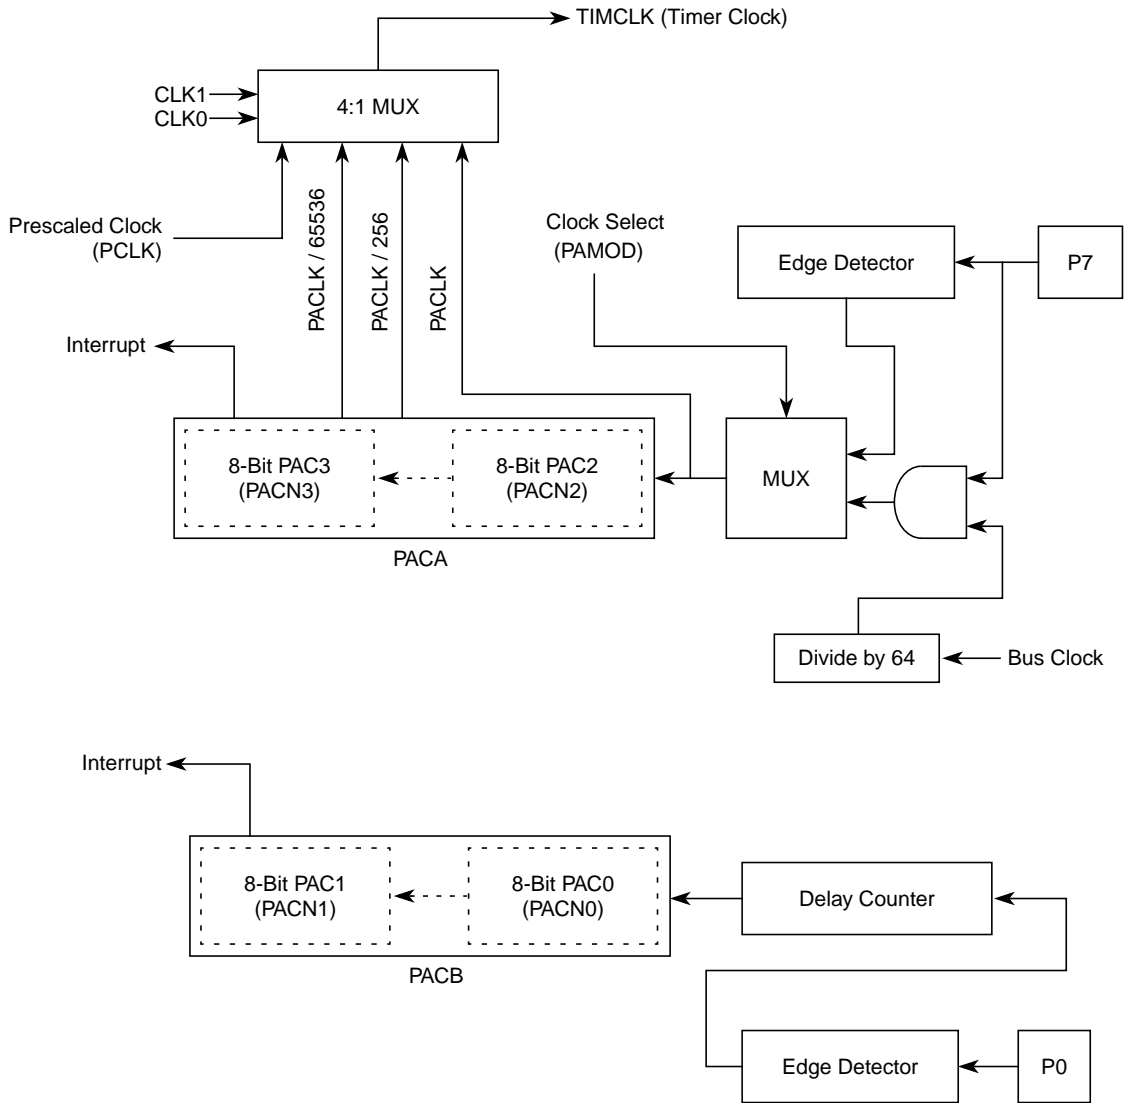 TIMCLK (Timer Clock)
CLK1
CLK0
4:1 MUX
Prescaled Clock
(PCLK)
PACLK / 65536
PACLK / 256
PACLK
Clock Select
(PAMOD)
Edge Detector
P7
Interrupt
8-Bit PAC3
(PACN3)
8-Bit PAC2
(PACN2)
MUX
PACA
Divide by 64
Bus Clock
Interrupt
8-Bit PAC1
(PACN1)
8-Bit PAC0
(PACN0)
Delay Counter
PACB
Edge Detector
P0